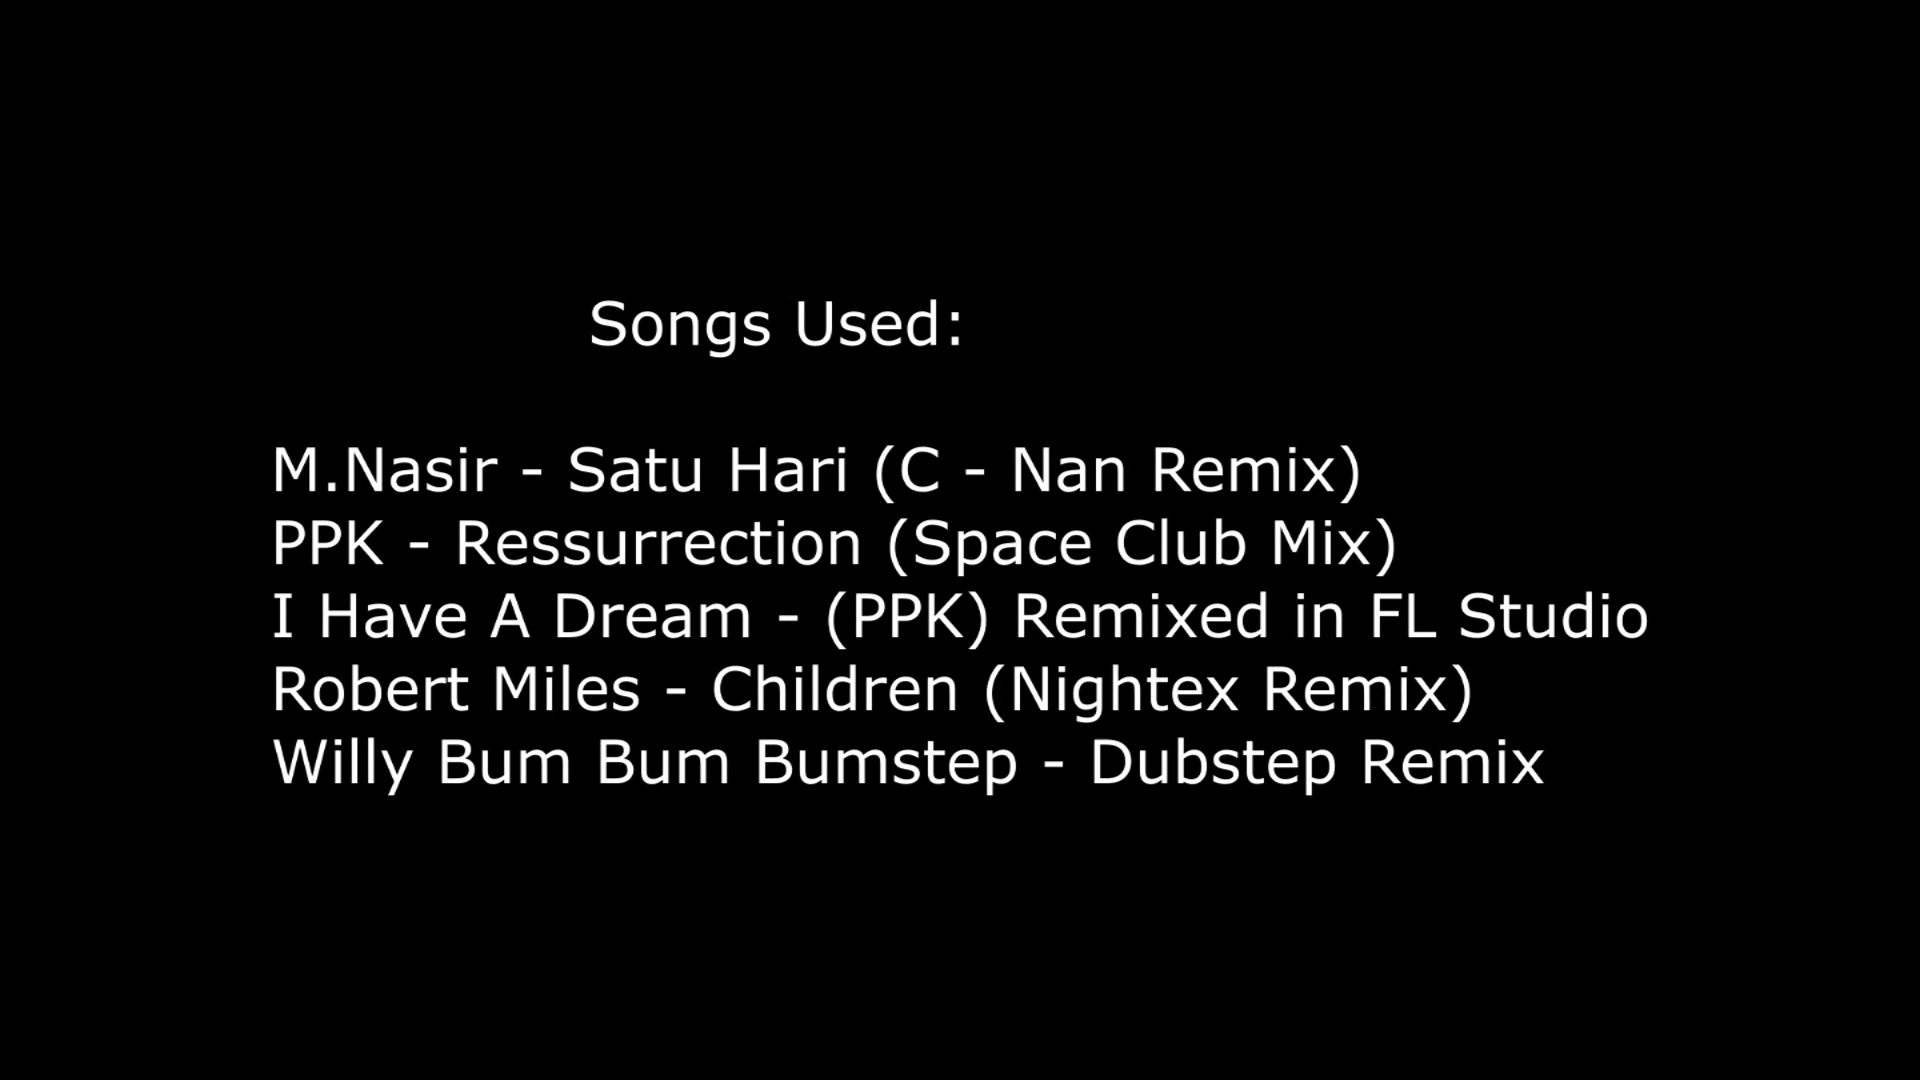 Songs Used:
M.Nasir - Satu Hari (C - Nan Remix)
PPK - Ressurrection (Space Club Mix)
I Have A Dream - (PPK) Remixed in FL Studio
Robert Miles - Children (Nightex Remix)
Willy Bum Bum Bumstep - Dubstep Remix